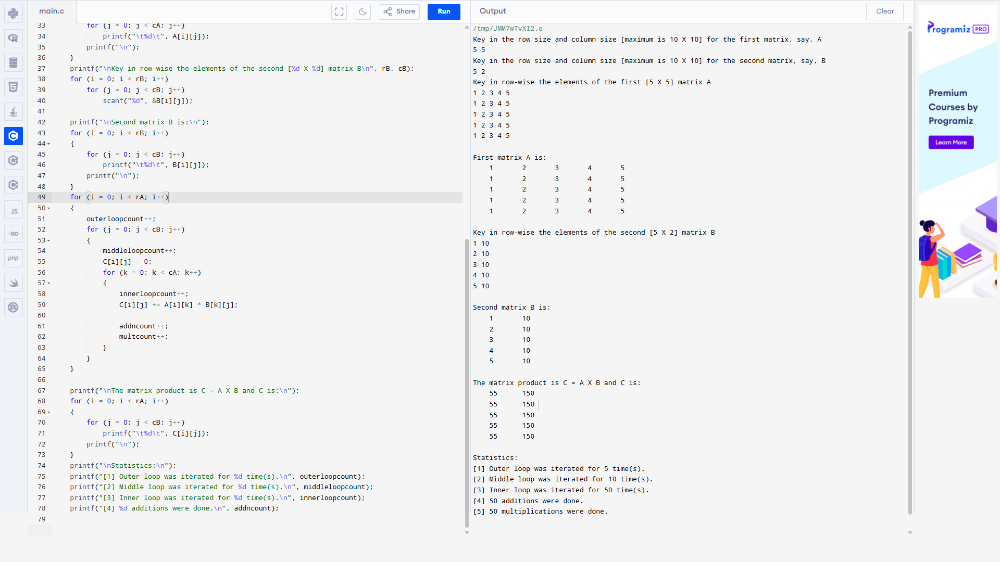 main.c
Share
Run
33 for (j = 0; j < cA; j++)
34 printf("\t%d\t", A[i][j]);
35 printf("\n");
36 }
37 printf("\nKey in row-wise the elements of the second [%d X %d] matrix B\n", rB, cB);
38 for (i = 0; i < rB; i++)
39 for (j = 0; j < cB; j++)
40 scanf("%d", &B[i][j]);
41
42 printf("\nSecond matrix B is:\n");
43 for (i = 0; i < rB; i++)
44 {
45 for (j = 0; j < cB; j++)
46 printf("\t%d\t", B[i][j]);
47 printf("\n");
48 }
49 for (i = 0; i < rA; i++)
50 {
51 outerloopcount++;
52 for (j = 0; j < cB; j++)
53 {
54 middleloopcount++;
55 C[i][j] = 0;
56 for (k = 0; k < cA; k++)
57 {
58 innerloopcount++;
59 C[i][j] += A[i][k] * B[k][j];
60
61 addncount++;
62 multcount++;
63 }
64 }
65 }
66
67 printf("\nThe matrix product is C = A X B and C is:\n");
68 for (i = 0; i < rA; i++)
69 {
70 for (j = 0; j < cB; j++)
71 printf("\t%d\t", C[i][j]);
72 printf("\n");
73 }
74 printf("\nStatistics:\n");
75 printf("[1] Outer loop was iterated for %d time(s).\n", outerloopcount);
76 printf("[2] Middle loop was iterated for %d time(s).\n", middleloopcount);
77 printf("[3] Inner loop was iterated for %d time(s).\n", innerloopcount);
78 printf("[4] %d additions were done.\n", addncount);
79
JS
GO
php
Output
Clear
/tmp/JMM7wTvXI2.o
Key in the row size and column size [maximum is 10 X 10] for the first matrix, say, A
5 5
Key in the row size and column size [maximum is 10 X 10] for the second matrix, say, B
5 2
Key in row-wise the elements of the first [5 X 5] matrix A
1 2 3 4 5
1 2 3 4 5
1 2 3 4 5
1 2 3 4 5
1 2 3 4 5
First matrix A is:
1 2 3 4 5
1 2 3 4 5
1 2 3 4 5
1 2 3 4 5
1 2 3 4 5
Key in row-wise the elements of the second [5 X 2] matrix B
1 10
2 10
3 10
4 10
5 10
Second matrix B is:
1 10
2 10
3 10
4 10
5 10
The matrix product is C = A X B and C is:
55 150
55 150
55 150
55 150
55 150
Statistics:
[1] Outer loop was iterated for 5 time(s).
[2] Middle loop was iterated for 10 time(s).
[3] Inner loop was iterated for 50 time(s).
[4] 50 additions were done.
[5] 50 multiplications were done.
Programiz PRO
Premium
Courses by
Programiz
Learn More